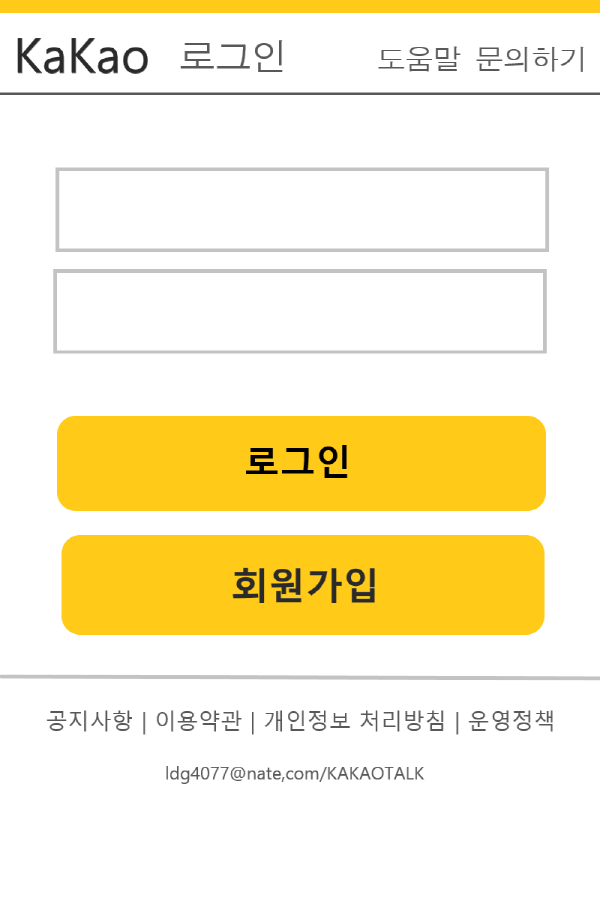 KaKao 로그인 도움말 문의하기
로그인
회원가입
공지사항 | 이용약관 | 개인정보 처리방침 | 운영정책
ldg4077@nate,com/KAKAOTALK